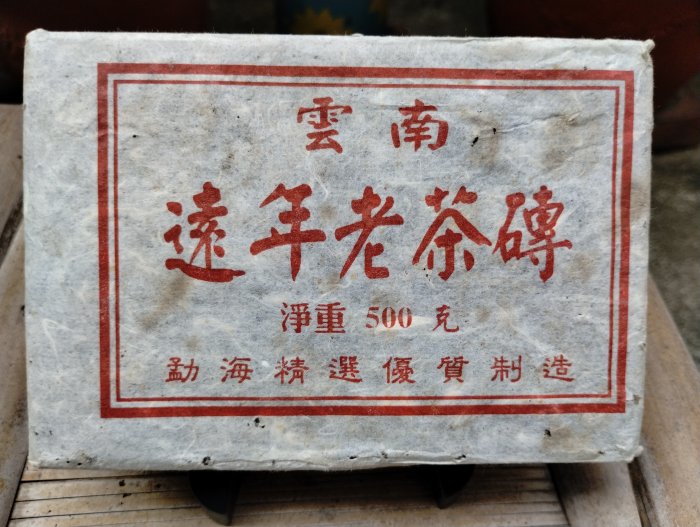 雲南
遠年老茶磚
淨重 500 克
勐海精選優質制造